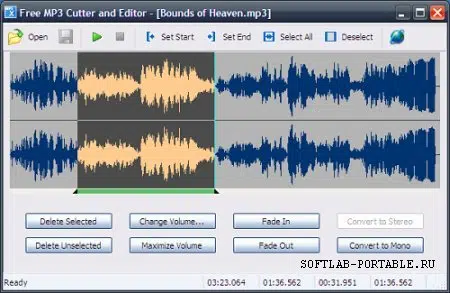 Free MP3 Cutter and Editor - [Bounds of Heaven.mp3]
Open Set Start Set End Select All Deselect
Delete Selected Change Volume... Fade In Convert to Stereo
Delete Unselected Maximize Volume Fade Out Convert to Mono
SOFTLAB-PORTABLE.RU
Ready 03:23.064 01:36.562 00:31.951 01:36.562